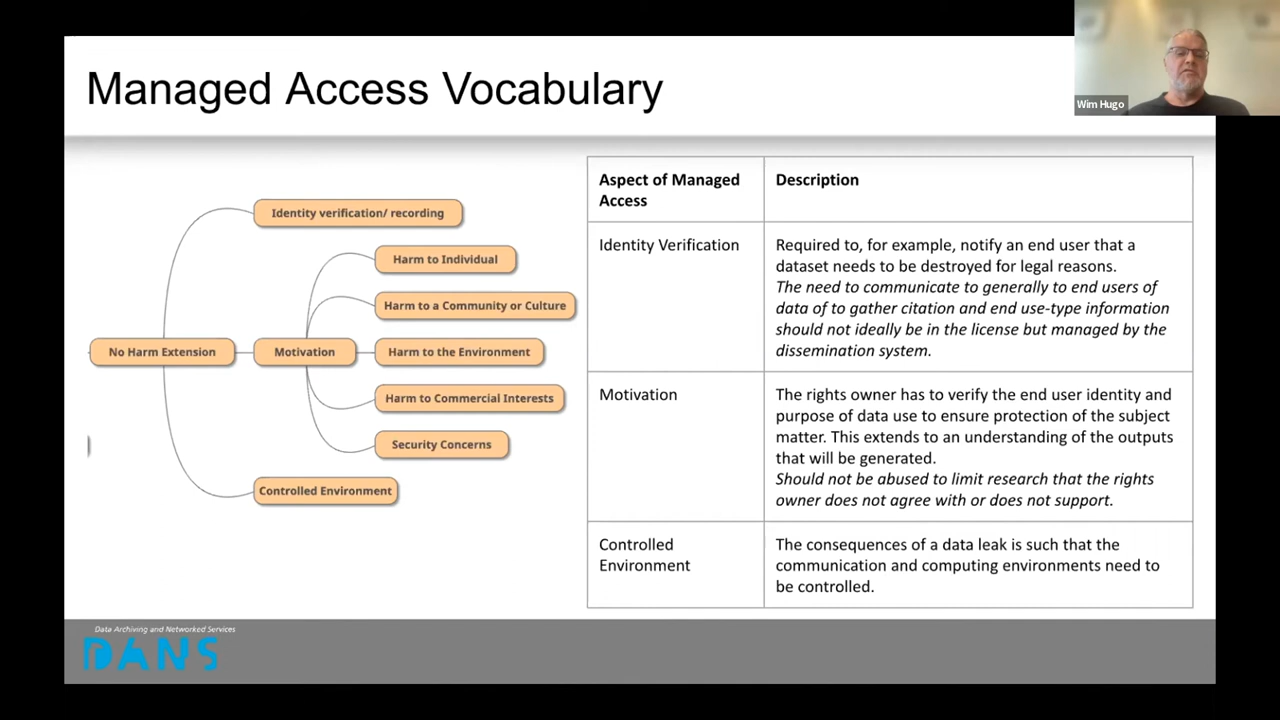 Managed Access Vocabulary
Wim Hugo
Identity verification/ recording
Harm to Individual
Harm to a Community or Culture
No Harm Extension
Motivation
Harm to the Environment
Harm to Commercial Interests
Security Concerns
Controlled Environment
Aspect of Managed
Access
Description
Identity Verification
Required to, for example, notify an end user that a
dataset needs to be destroyed for legal reasons.
The need to communicate to generally to end users of
data of to gather citation and end use-type information
should not ideally be in the license but managed by the
dissemination system.
Motivation
The rights owner has to verify the end user identity and
purpose of data use to ensure protection of the subject
matter. This extends to an understanding of the outputs
that will be generated.
Should not be abused to limit research that the rights
owner does not agree with or does not support.
Controlled
Environment
The consequences of a data leak is such that the
communication and computing environments need to
be controlled.
Data Archiving and Networked Services
DANS